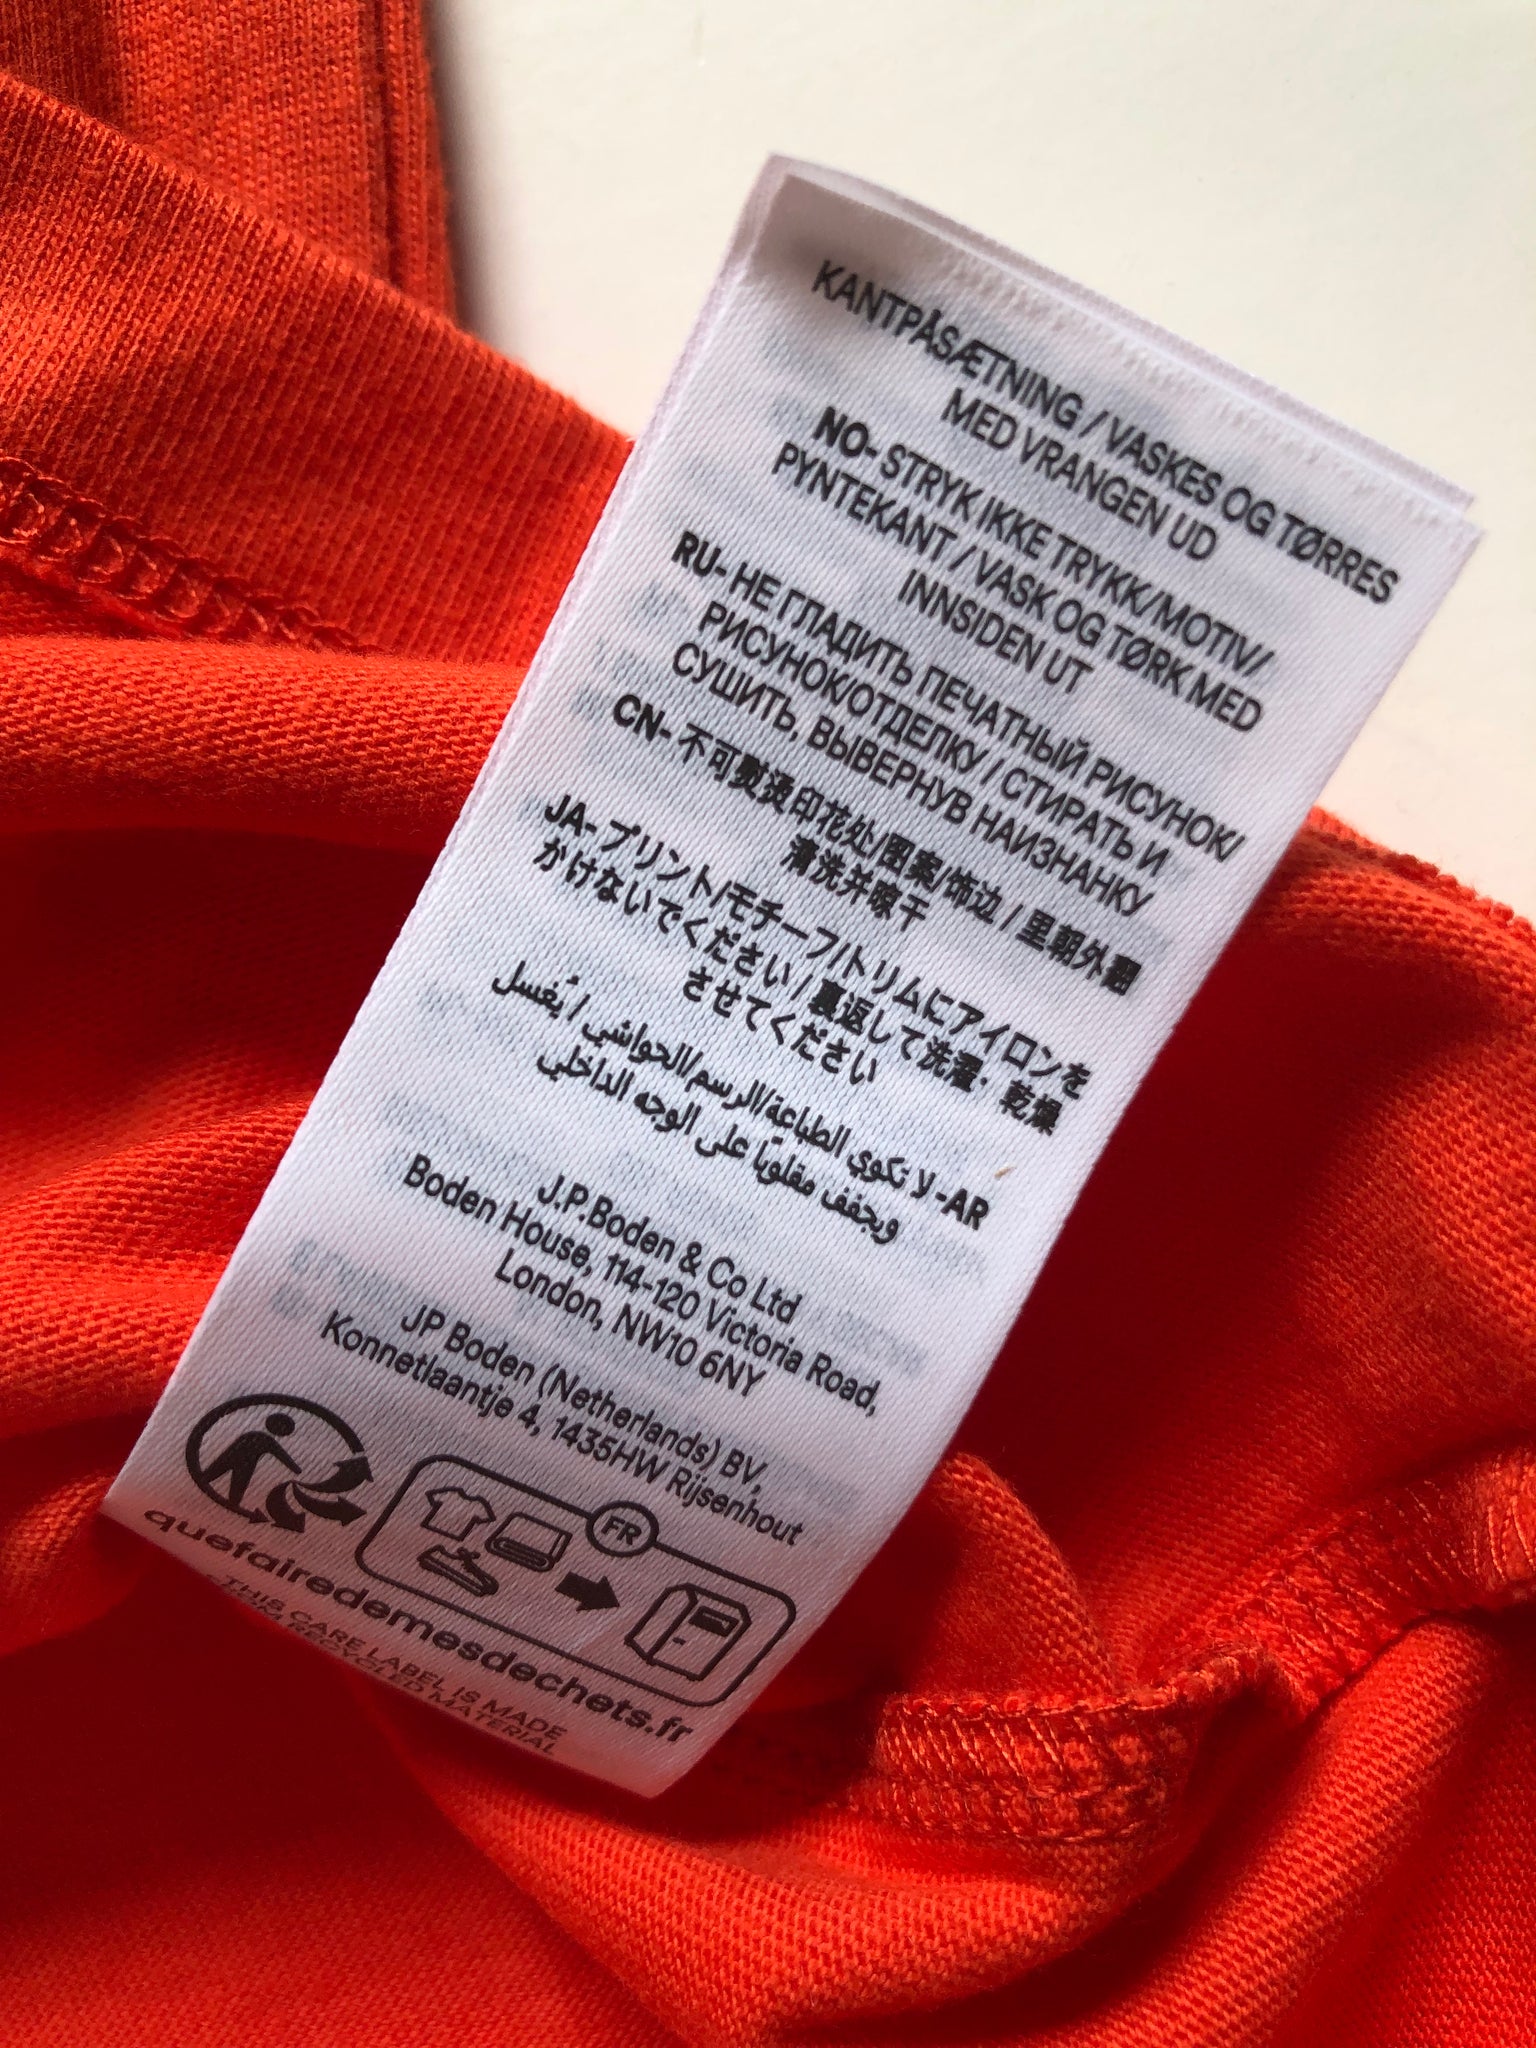 KANTPÅSÆTNING / VASKES OG TØRRES
MED VRANGEN UD
NO- STRYK IKKE TRYKK/MOTIV/
PYNTEKANT / VASK OG TØRK MED
INNSIDEN UT
RU- НЕ ГЛАДИТЬ ПЕЧАТНЫЙ РИСУНОК/
РИСУНОК/ОТДЕЛКУ / СТИРАТЬ И
СУШИТЬ, ВЫВЕРНУВ НАИЗНАНКУ
CN- 不可熨烫印花处/图案/饰边 / 里朝外翻
清洗并晾干
JA- プリント/モチーフ/トリムにアイロンを
かけないでください / 裏返して洗濯・乾燥
させてください
AR- لا تكوي الطباعة/الرسم/الحواشي / يُغسل
ويجفف مقلوبًا على الوجه الداخلي
J.P.Boden & Co Ltd
Boden House, 114-120 Victoria Road,
London, NW10 6NY
JP Boden (Netherlands) BV,
Konnetlaantje 4, 1435HW Rijsenhout
FR
quefairedemesdechets.fr
THIS CARE LABEL IS MADE
FROM RECYCLED MATERIAL